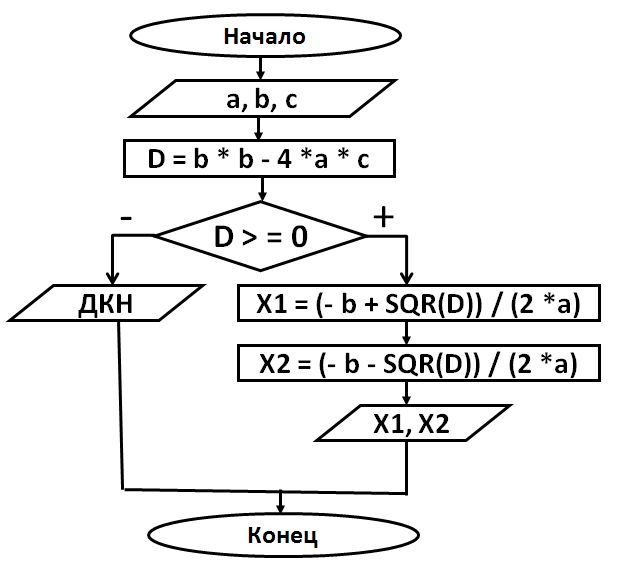 Начало
a, b, c
D = b * b - 4 *a * c
D > = 0
-
+
ДКН
X1 = (- b + SQR(D)) / (2 *a)
X2 = (- b - SQR(D)) / (2 *a)
X1, X2
Конец